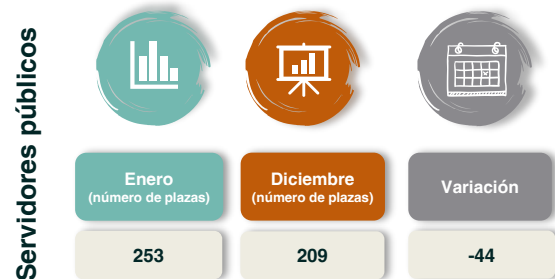 Servidores públicos
Enero
(número de plazas)
Diciembre
(número de plazas)
Variación
253
209
-44